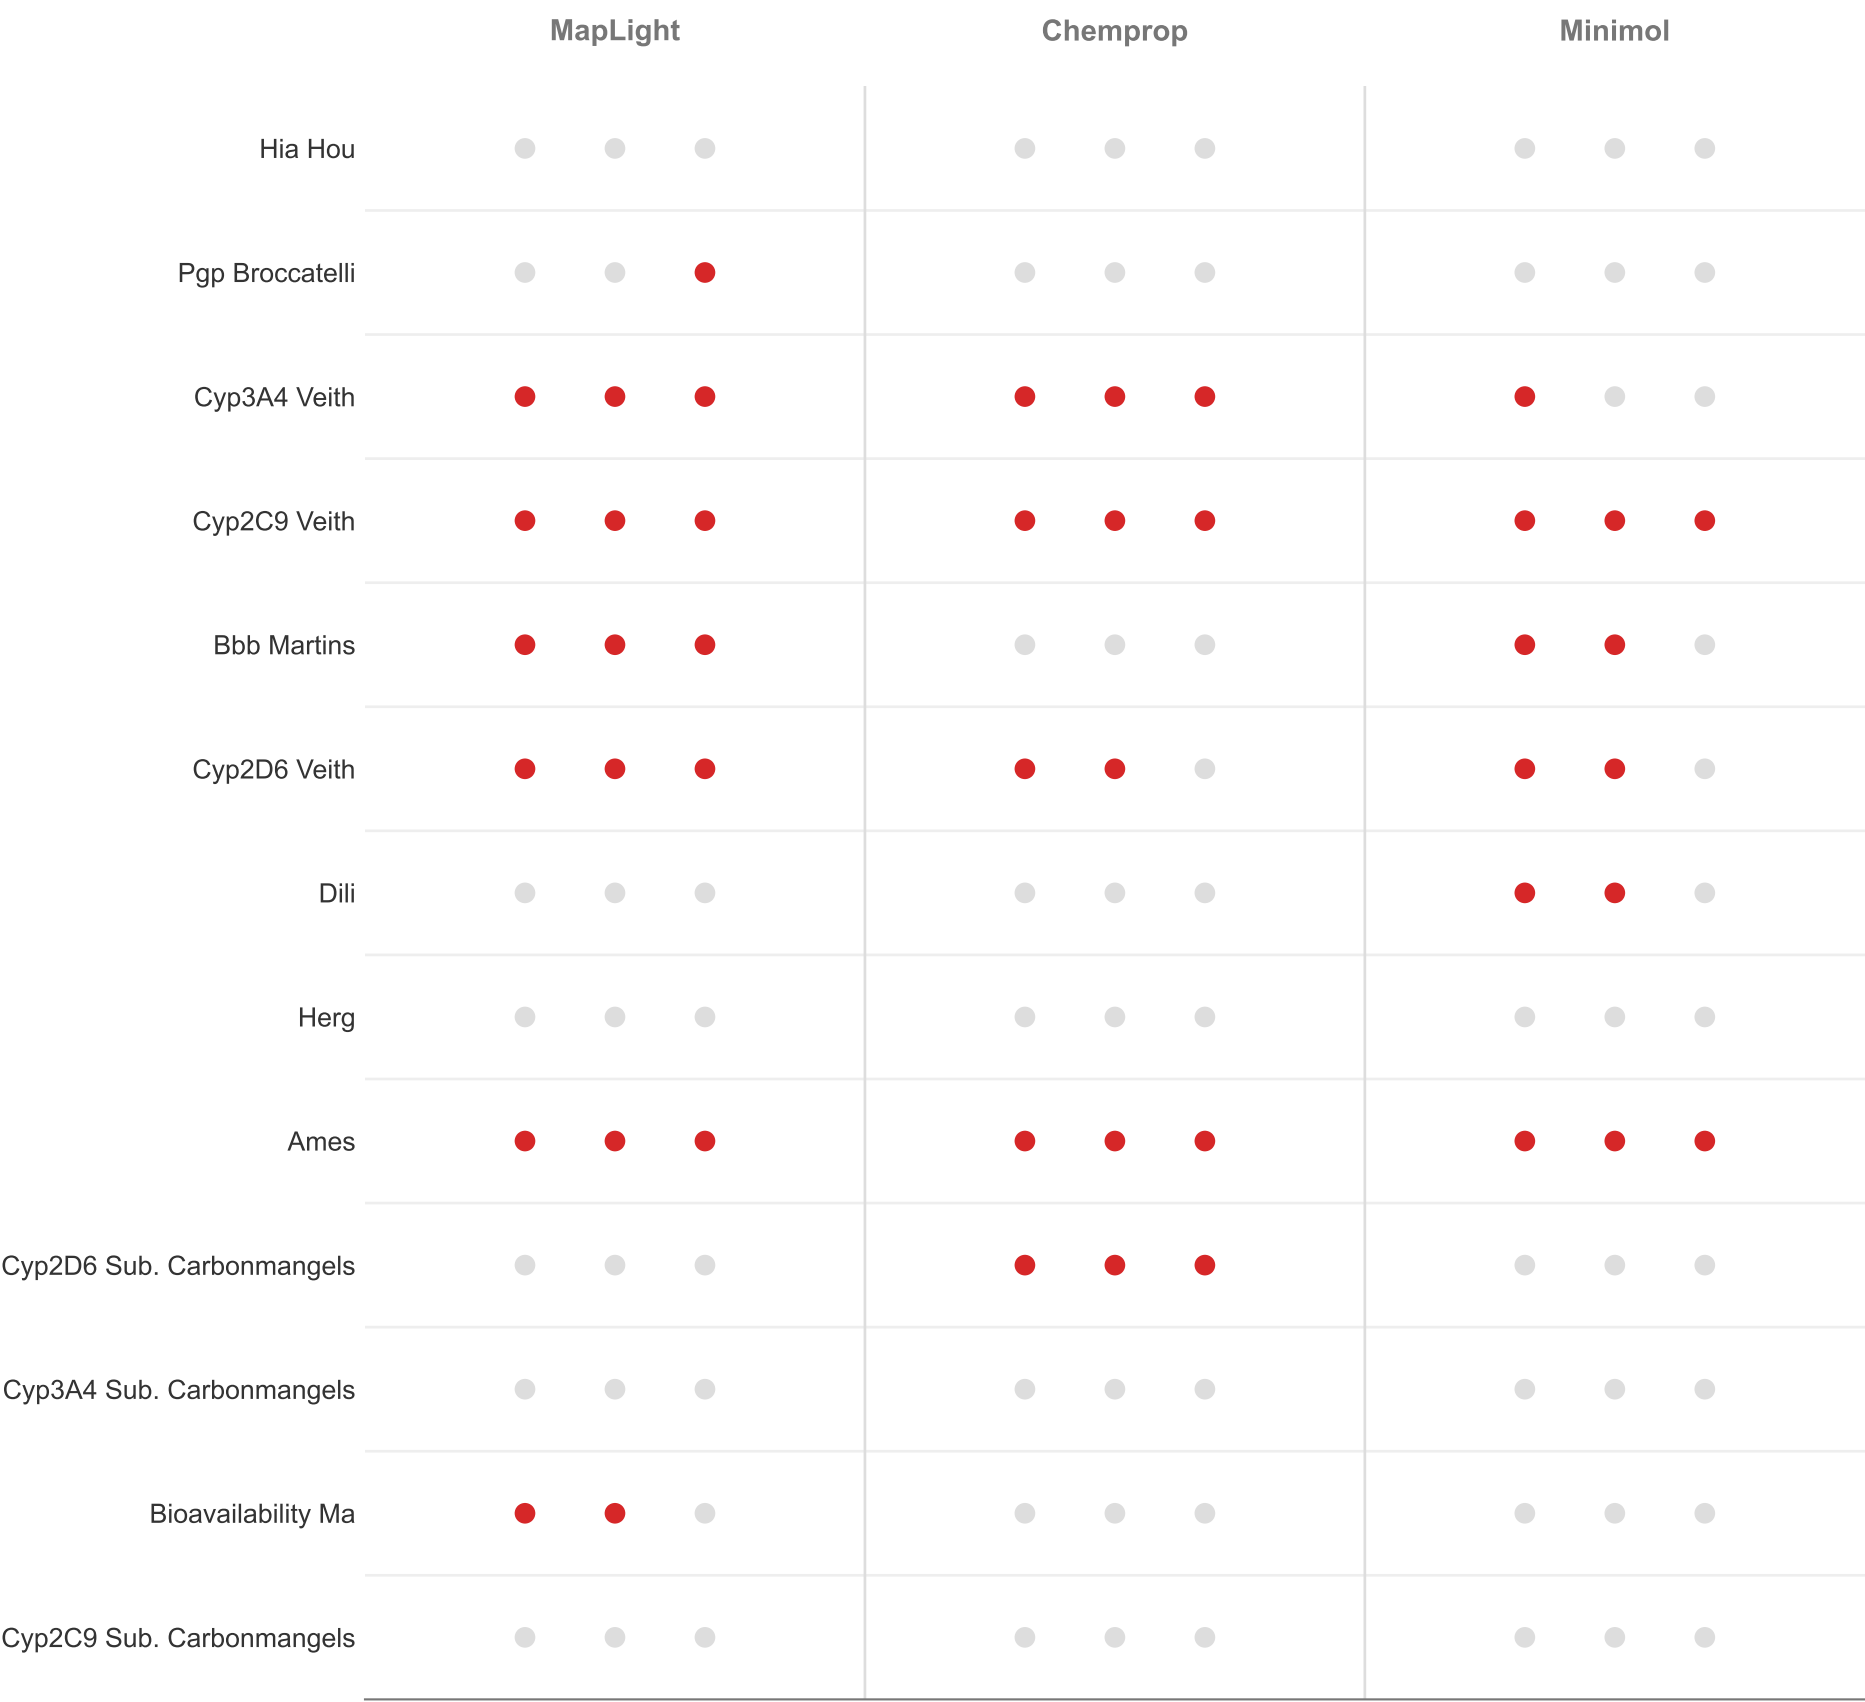 MapLight Chemprop Minimol
Hia Hou
Pgp Broccatelli
Cyp3A4 Veith
Cyp2C9 Veith
Bbb Martins
Cyp2D6 Veith
Dili
Herg
Ames
Cyp2D6 Sub. Carbonmangels
Cyp3A4 Sub. Carbonmangels
Bioavailability Ma
Cyp2C9 Sub. Carbonmangels